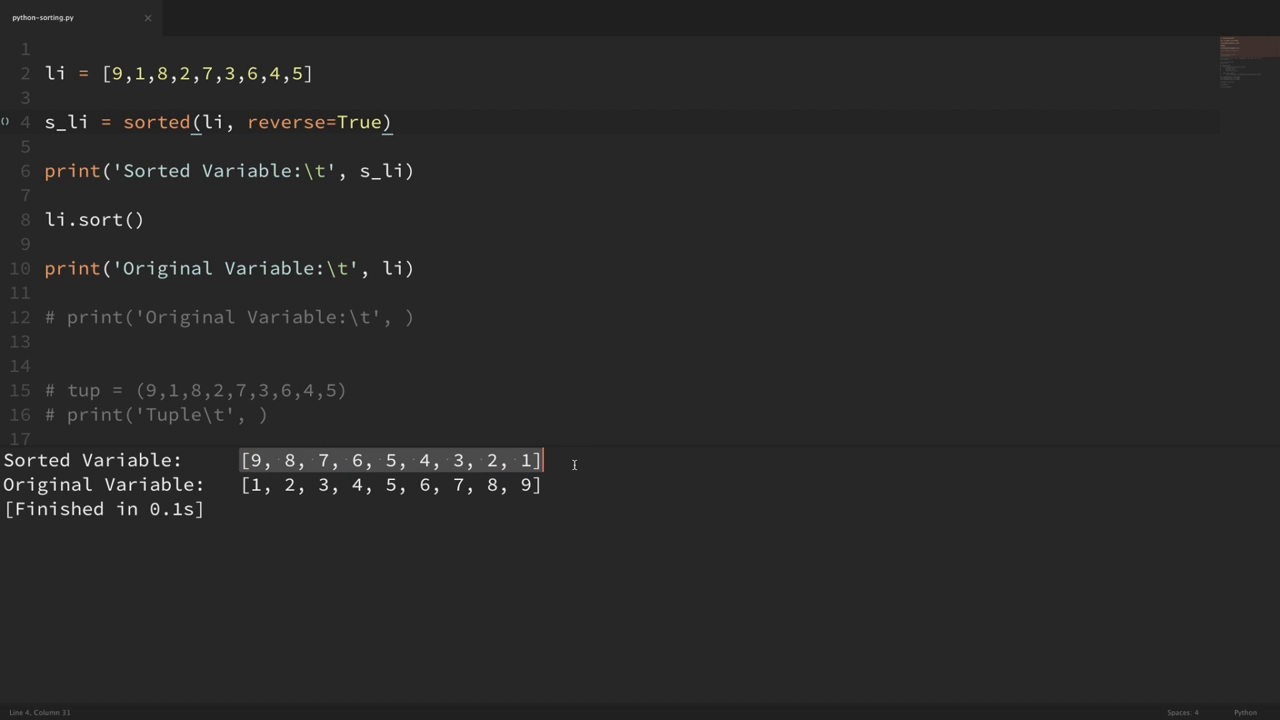 python-sorting.py ×
1
2 li = [9,1,8,2,7,3,6,4,5]
3
() 4 s_li = sorted(li, reverse=True)
5
6 print('Sorted Variable:\t', s_li)
7
8 li.sort()
9
10 print('Original Variable:\t', li)
11
12 # print('Original Variable:\t', )
13
14
15 # tup = (9,1,8,2,7,3,6,4,5)
16 # print('Tuple\t', )
17
Sorted Variable: [9, 8, 7, 6, 5, 4, 3, 2, 1]
Original Variable: [1, 2, 3, 4, 5, 6, 7, 8, 9]
[Finished in 0.1s]
Line 4, Column 31 Spaces: 4 Python